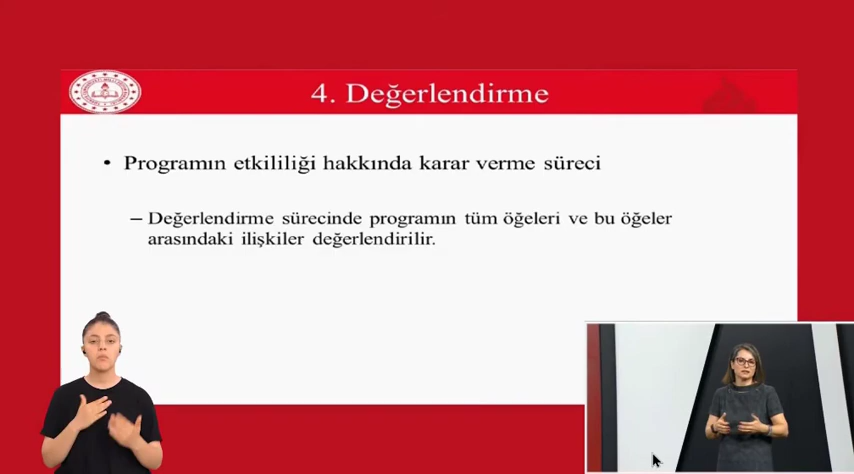 4. Değerlendirme
• Programın etkililiği hakkında karar verme süreci
– Değerlendirme sürecinde programın tüm öğeleri ve bu öğeler
arasındaki ilişkiler değerlendirilir.